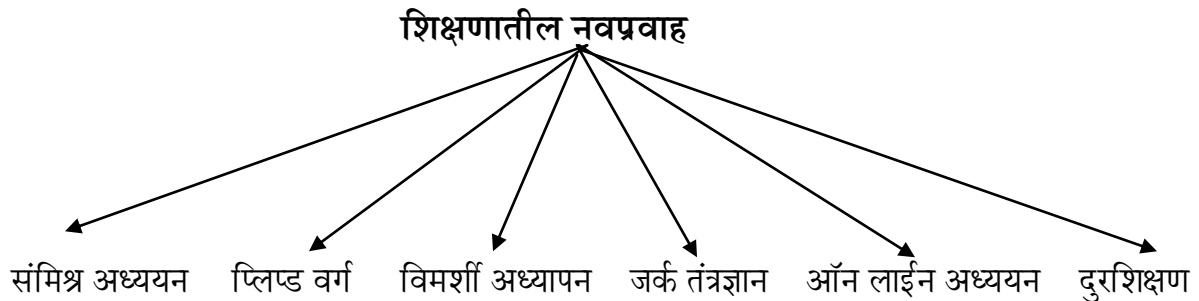 शिक्षणातील नवप्रवाह
संमिश्र अध्ययन प्लिप्ड वर्ग विमर्शी अध्यापन जर्क तंत्रज्ञान ऑन लाईन अध्ययन दुरशिक्षण